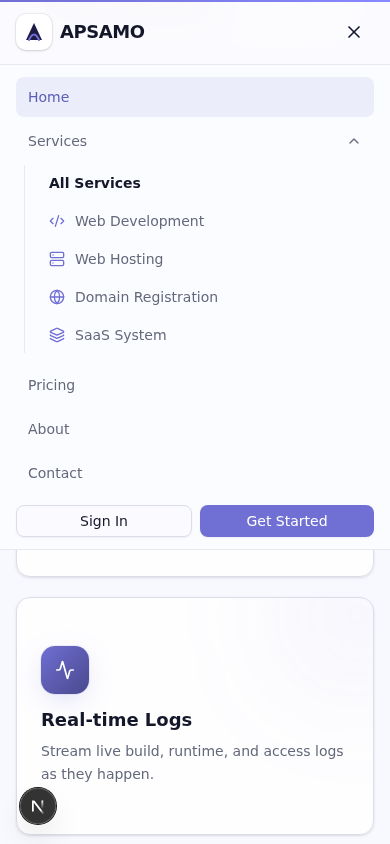 APSAMO
Home
Services
All Services
Web Development
Web Hosting
Domain Registration
SaaS System
Pricing
About
Contact
Sign In
Get Started
Real-time Logs
Stream live build, runtime, and access logs
as they happen.
N